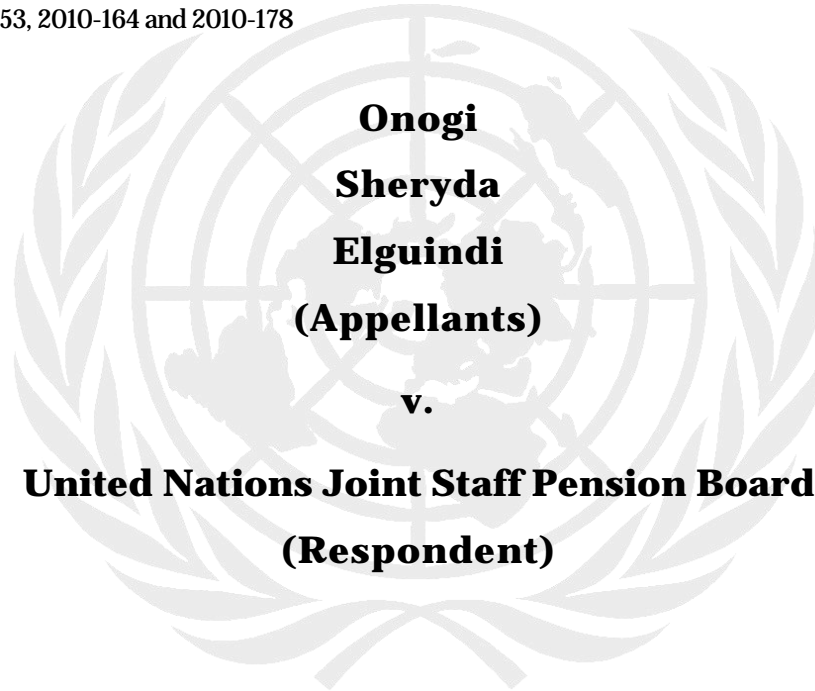 53, 2010-164 and 2010-178
Onogi
Sheryda
Elguindi
(Appellants)
v.
United Nations Joint Staff Pension Board
(Respondent)